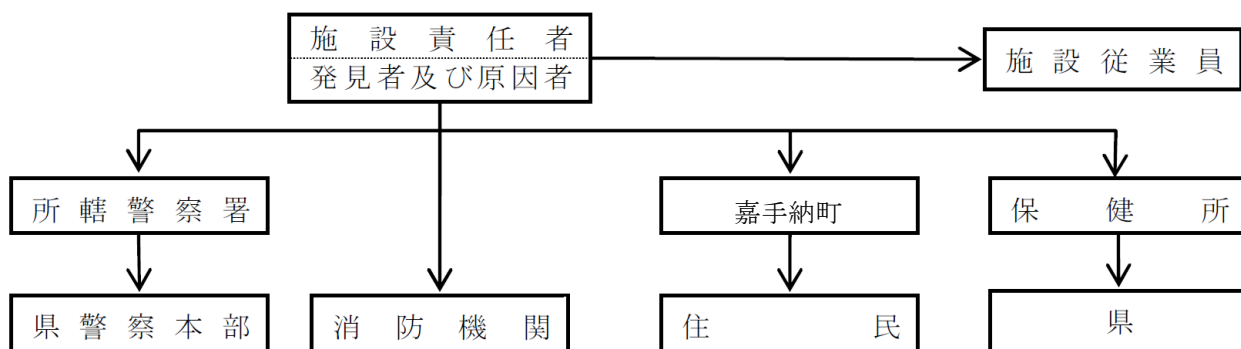 施設責任者
発見者及び原因者
施設従業員
所轄警察署
嘉手納町
保健所
県警察本部
消防機関
住民
県